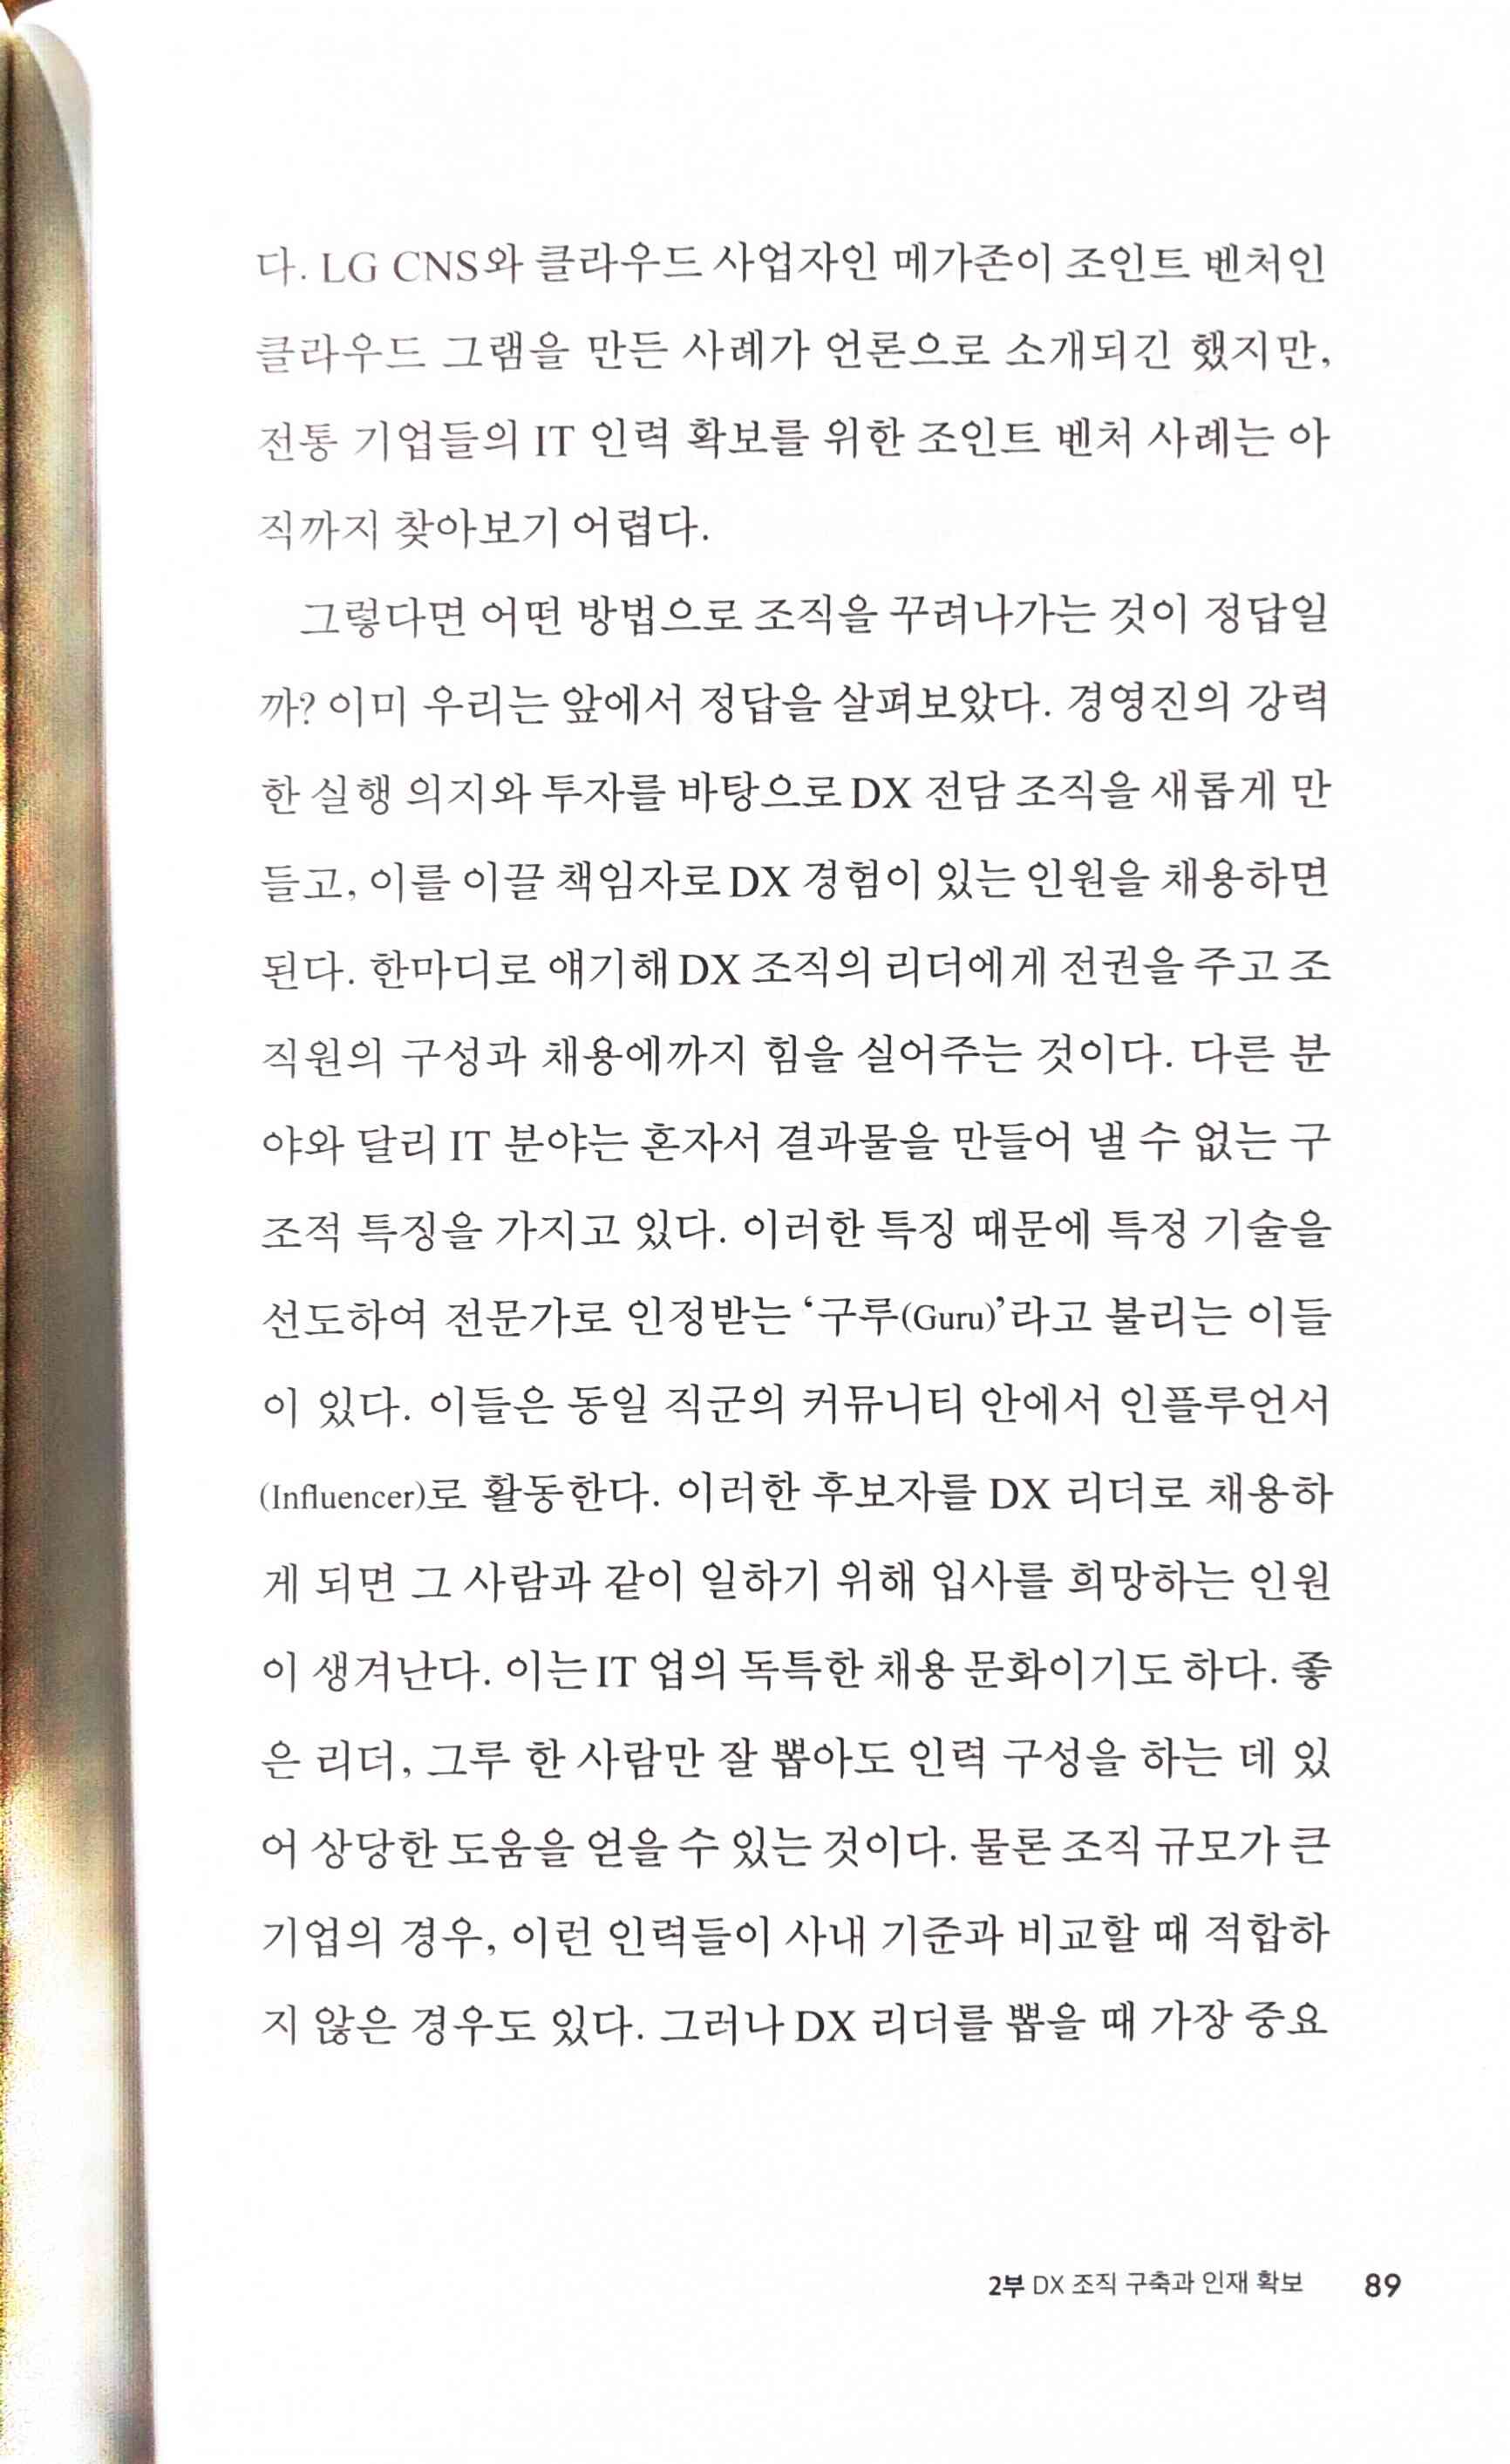 다. LG CNS와 클라우드 사업자인 메가존이 조인트 벤처인
클라우드 그램을 만든 사례가 언론으로 소개되긴 했지만,
전통 기업들의 IT 인력 확보를 위한 조인트 벤처 사례는 아
직까지 찾아보기 어렵다.
그렇다면 어떤 방법으로 조직을 꾸려나가는 것이 정답일
까? 이미 우리는 앞에서 정답을 살펴보았다. 경영진의 강력
한 실행 의지와 투자를 바탕으로 DX 전담 조직을 새롭게 만
들고, 이를 이끌 책임자로 DX 경험이 있는 인원을 채용하면
된다. 한마디로 얘기해 DX 조직의 리더에게 전권을 주고 조
직원의 구성과 채용에까지 힘을 실어주는 것이다. 다른 분
야와 달리 IT 분야는 혼자서 결과물을 만들어 낼 수 없는 구
조적 특징을 가지고 있다. 이러한 특징 때문에 특정 기술을
선도하여 전문가로 인정받는 ‘구루(Guru)’라고 불리는 이들
이 있다. 이들은 동일 직군의 커뮤니티 안에서 인플루언서
(Influencer)로 활동한다. 이러한 후보자를 DX 리더로 채용하
게 되면 그 사람과 같이 일하기 위해 입사를 희망하는 인원
이 생겨난다. 이는 IT 업의 독특한 채용 문화이기도 하다. 좋
은 리더, 그루 한 사람만 잘 뽑아도 인력 구성을 하는 데 있
어 상당한 도움을 얻을 수 있는 것이다. 물론 조직 규모가 큰
기업의 경우, 이런 인력들이 사내 기준과 비교할 때 적합하
지 않은 경우도 있다. 그러나 DX 리더를 뽑을 때 가장 중요
2부 DX 조직 구축과 인재 확보 89